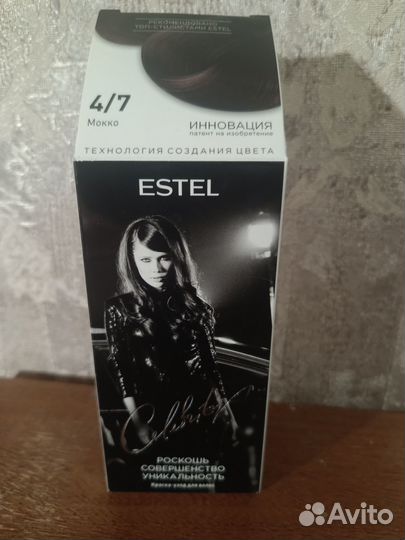 РЕКОМЕНДОВАНО
ТОП-СТИЛИСТАМИ ESTEL
4/7
Мокко
ИННОВАЦИЯ
патент на изобретение
ТЕХНОЛОГИЯ СОЗДАНИЯ ЦВЕТА
ESTEL
Celebrity
РОСКОШЬ
СОВЕРШЕНСТВО
УНИКАЛЬНОСТЬ
Краска-уход для волос
Avito